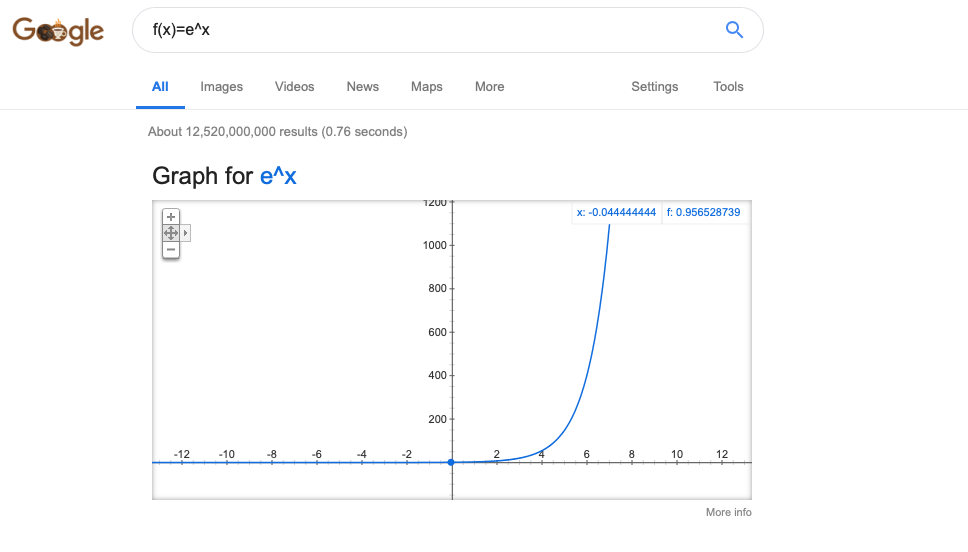 Google
f(x)=e^x
All Images Videos News Maps More Settings Tools
About 12,520,000,000 results (0.76 seconds)
Graph for e^x
1200
x: -0.044444444 f: 0.956528739
1000
800
600
400
200
-12 -10 -8 -6 -4 -2 2 4 6 8 10 12
More info